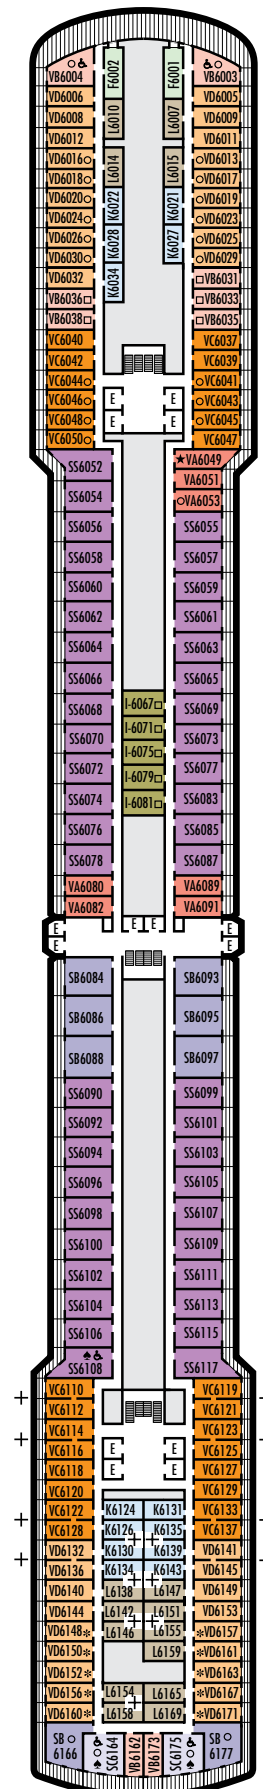 VB6004 F6002 F6001 VB6003
VD6006 VD6005
VD6008 L6010 L6007 VD6009
VD6012 VD6011
VD6016 L6014 L6015 VD6013
VD6018 VD6017
VD6020 K6022 K6021 VD6019
VD6024 VD6023
VD6026 K6028 K6027 VD6025
VD6030 VD6029
VD6032 K6034 VB6031
VB6036 VB6033
VB6038 VB6035
VC6040 VC6037
VC6042 VC6039
VC6044 VC6041
VC6046 E E VC6043
VC6048 E E VC6045
VC6050 VC6047
SS6052 VA6049
VA6051
SS6054 VA6053
SS6056 SS6055
SS6058 SS6057
SS6060 SS6059
SS6062 SS6061
SS6064 SS6063
SS6066 SS6065
SS6068 I-6067 SS6069
SS6070 I-6071 SS6073
SS6072 I-6075 SS6077
SS6074 I-6079 SS6083
I-6081
SS6076 SS6085
SS6078 SS6087
VA6080 VA6089
VA6082 VA6091
E E E E
E E
SB6084 SB6093
SB6086 SB6095
SB6088 SB6097
SS6090 SS6099
SS6092 SS6101
SS6094 SS6103
SS6096 SS6105
SS6098 SS6107
SS6100 SS6109
SS6102 SS6111
SS6104 SS6113
SS6106 SS6115
SS6108 SS6117
VC6110 VC6119
VC6112 VC6121
VC6114 VC6123
VC6116 E E VC6125
VC6118 E E VC6127
VC6120 VC6129
VC6122 K6124 K6131 VC6133
VC6128 K6126 K6135 VC6137
VD6132 K6130 K6139 VD6141
VD6136 K6134 K6143 VD6145
VD6140 L6138 L6147 VD6149
VD6144 L6142 L6151 VD6153
VD6148 L6146 L6155 VD6157
VD6150 L6159 VD6161
VD6152 VD6163
VD6156 L6154 L6165 VD6167
VD6160 L6158 L6169 VD6171
SB 6166 SC6164 VB6162 VB6173 SC6175 SB 6177